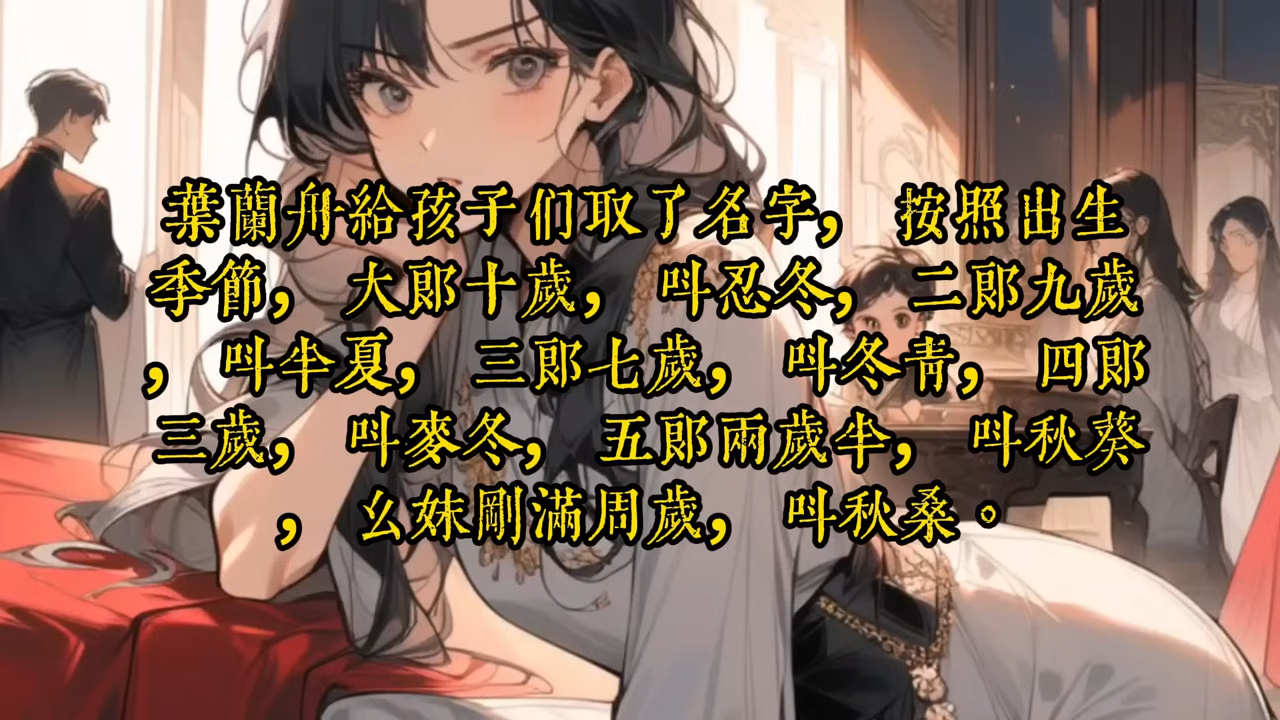 葉蘭舟給孩子们取了名字，按照出生
季節，大郎十歲，叫忍冬，二郎九歲
，叫半夏，三郎七歲，叫冬青，四郎
三歲，叫麥冬，五郎兩歲半，叫秋葵
，幺妹剛滿周歲，叫秋桑。